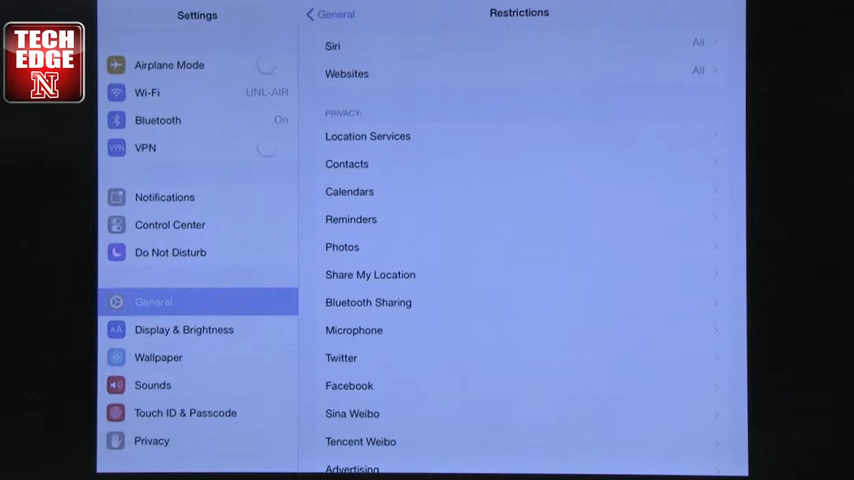 TECH
EDGE
N
Settings
Airplane Mode
Wi-Fi UNL-AIR
Bluetooth On
VPN VPN
Notifications
Control Center
Do Not Disturb
General
AA Display & Brightness
Wallpaper
Sounds
Touch ID & Passcode
Privacy
General Restrictions
Siri All
Websites All
PRIVACY:
Location Services
Contacts
Calendars
Reminders
Photos
Share My Location
Bluetooth Sharing
Microphone
Twitter
Facebook
Sina Weibo
Tencent Weibo
Advertising